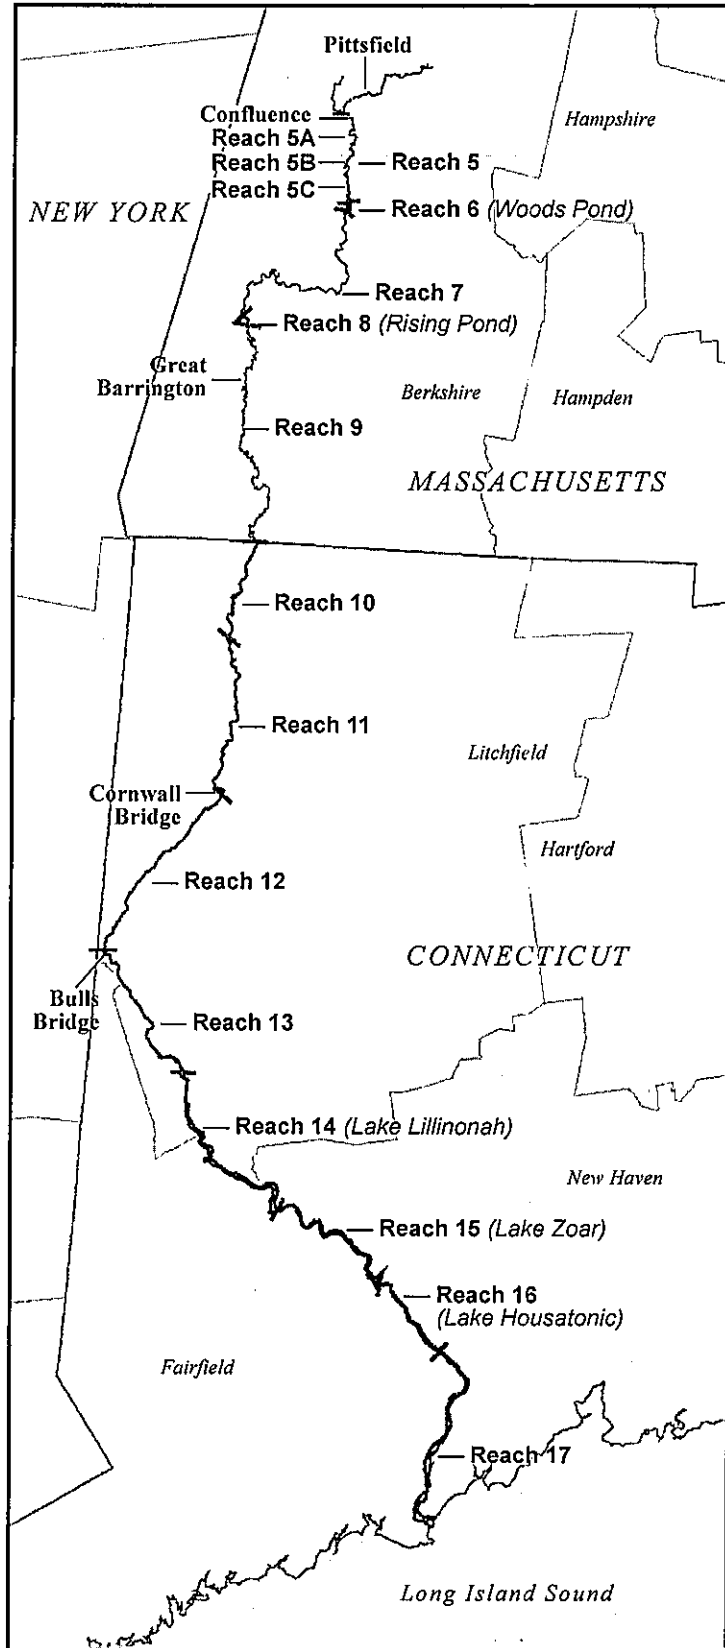 Pittsfield
Confluence
Hampshire
Reach 5A
Reach 5B
Reach 5
Reach 5C
NEW YORK
Reach 6 (Woods Pond)
Reach 7
Reach 8 (Rising Pond)
Great
Barrington
Berkshire
Hampden
Reach 9
MASSACHUSETTS
Reach 10
Reach 11
Litchfield
Cornwall
Bridge
Hartford
Reach 12
CONNECTICUT
Bulls
Bridge
Reach 13
Reach 14 (Lake Lillinonah)
New Haven
Reach 15 (Lake Zoar)
Reach 16
(Lake Housatonic)
Fairfield
Reach 17
Long Island Sound